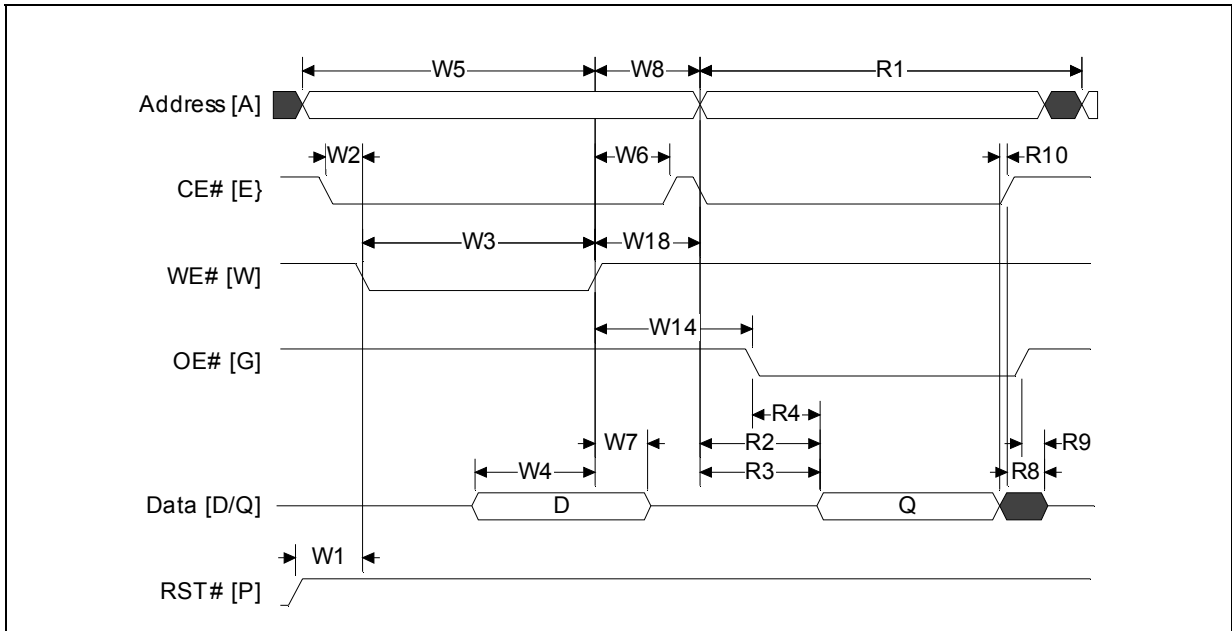 W5 W8 R1
Address [A]
W2 W6 R10
CE# [E}
W3 W18
WE# [W]
W14
OE# [G]
R4
W7 R2 R9
W4 R3 R8
Data [D/Q] D Q
W1
RST# [P]